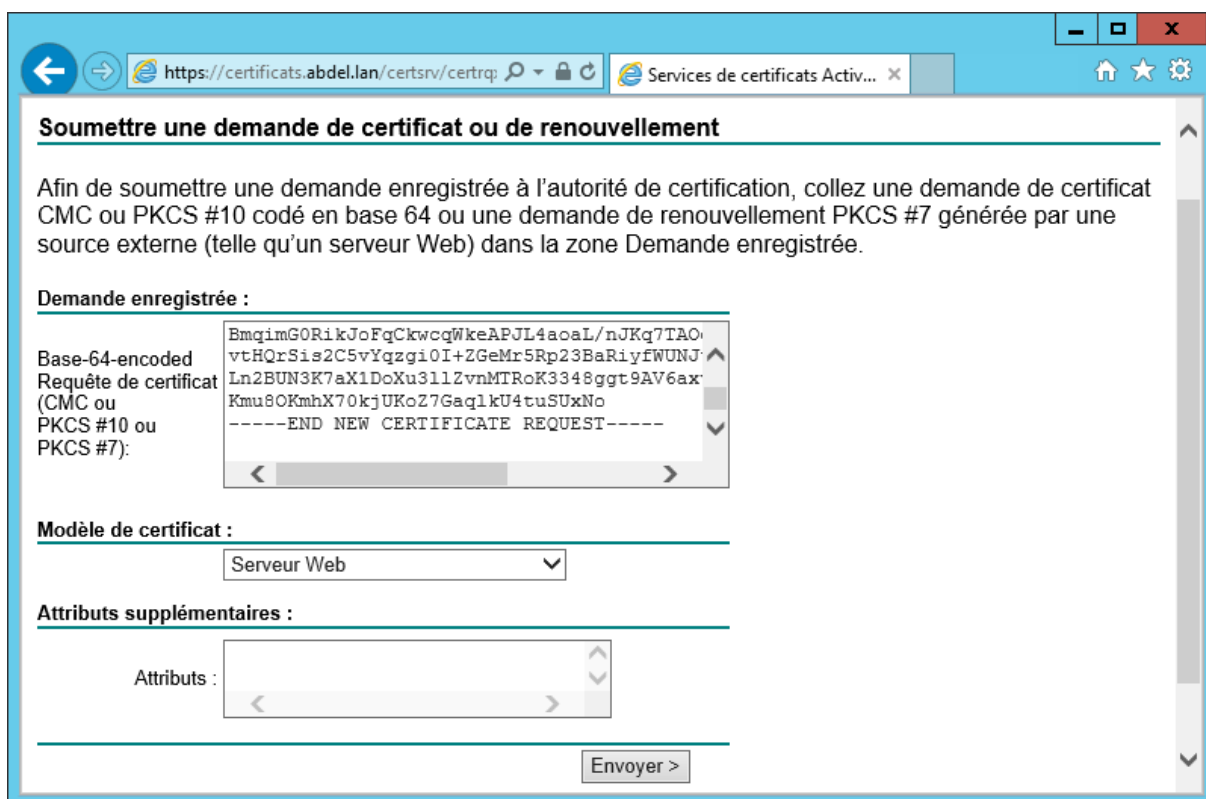 https://certificats.abdel.lan/certsrv/certrq
Services de certificats Activ...
Soumettre une demande de certificat ou de renouvellement
Afin de soumettre une demande enregistrée à l'autorité de certification, collez une demande de certificat
CMC ou PKCS #10 codé en base 64 ou une demande de renouvellement PKCS #7 générée par une
source externe (telle qu'un serveur Web) dans la zone Demande enregistrée.
Demande enregistrée :
Base-64-encoded
Requête de certificat
(CMC ou
PKCS #10 ou
PKCS #7):
BmqimG0RikJoFqCkwcqWkeAPJL4aoaL/nJKq7TAO
vtHQrSis2C5vYqzgi0I+ZGeMr5Rp23BaRiyfWUNJ
Ln2BUN3K7aX1DoXu3llZvnMTRoK3348ggt9AV6ax
Kmu8OKmhX70kjUKoZ7GaqlkU4tuSUxNo
-----END NEW CERTIFICATE REQUEST-----
Modèle de certificat :
Serveur Web
Attributs supplémentaires :
Attributs :
Envoyer >